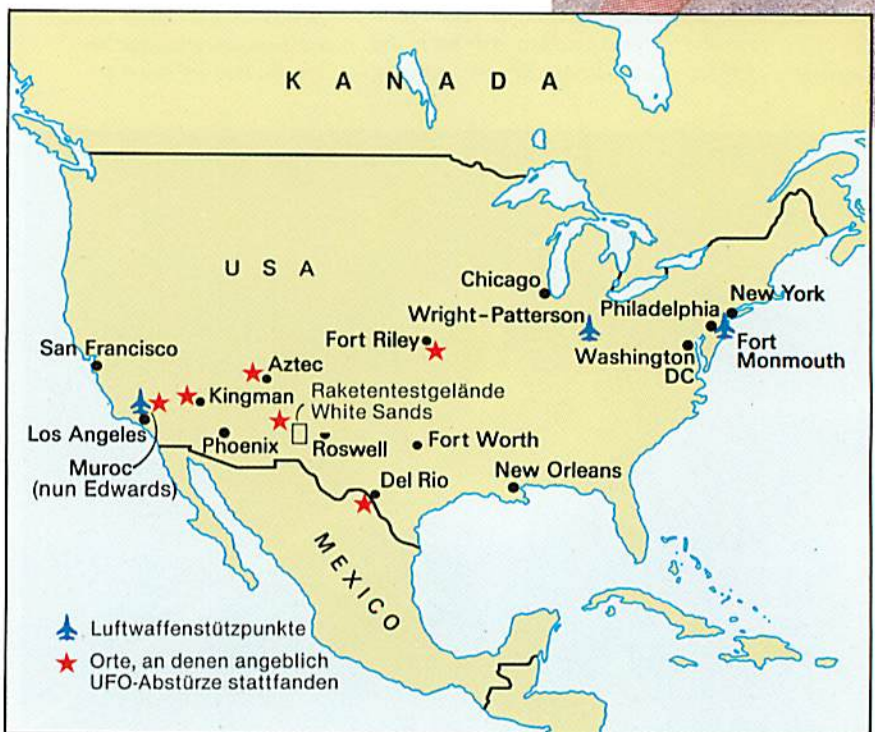 KANADA
USA
Chicago
New York
Philadelphia
Wright-Patterson
Fort Riley
Fort
Monmouth
Washington
DC
San Francisco
Aztec
Kingman
Raketentestgelände
White Sands
Los Angeles
Phoenix
Roswell
Fort Worth
Muroc
(nun Edwards)
Del Rio
New Orleans
MEXICO
Luftwaffenstützpunkte
Orte, an denen angeblich
UFO-Abstürze stattfanden